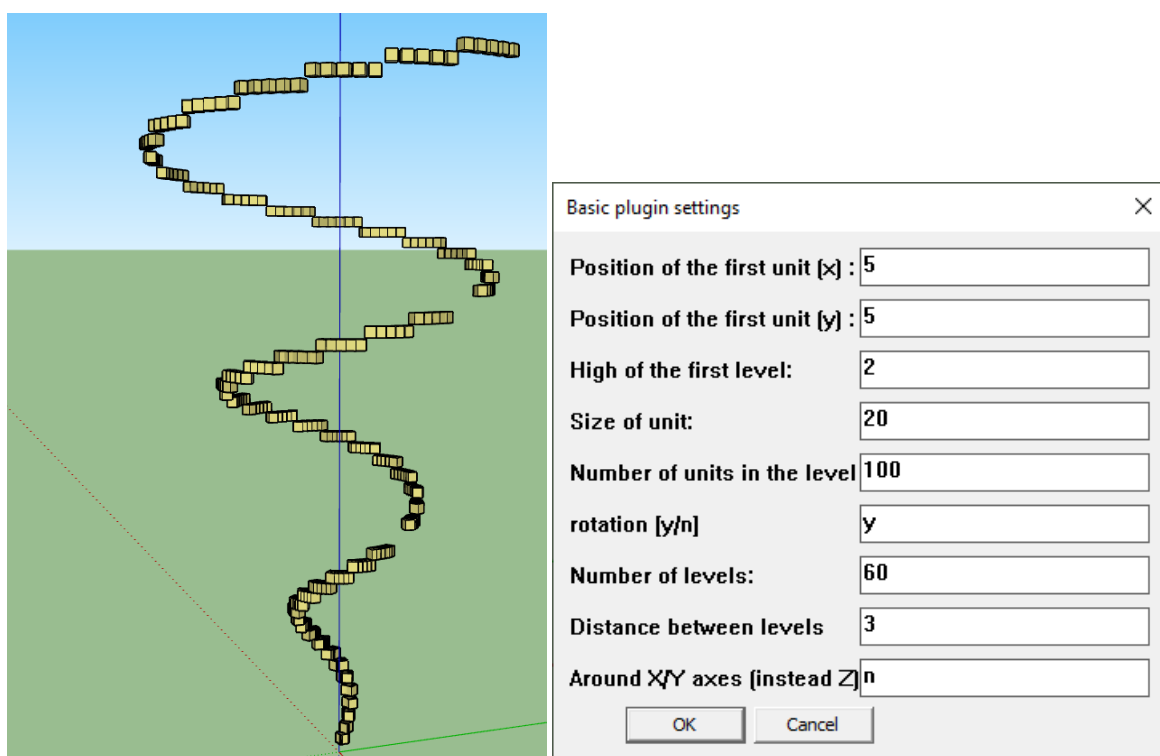 Basic plugin settings
Position of the first unit (x) : 5
Position of the first unit (y) : 5
High of the first level: 2
Size of unit: 20
Number of units in the level 100
rotation [y/n] y
Number of levels: 60
Distance between levels 3
Around X/Y axes (instead Z) n
OK Cancel